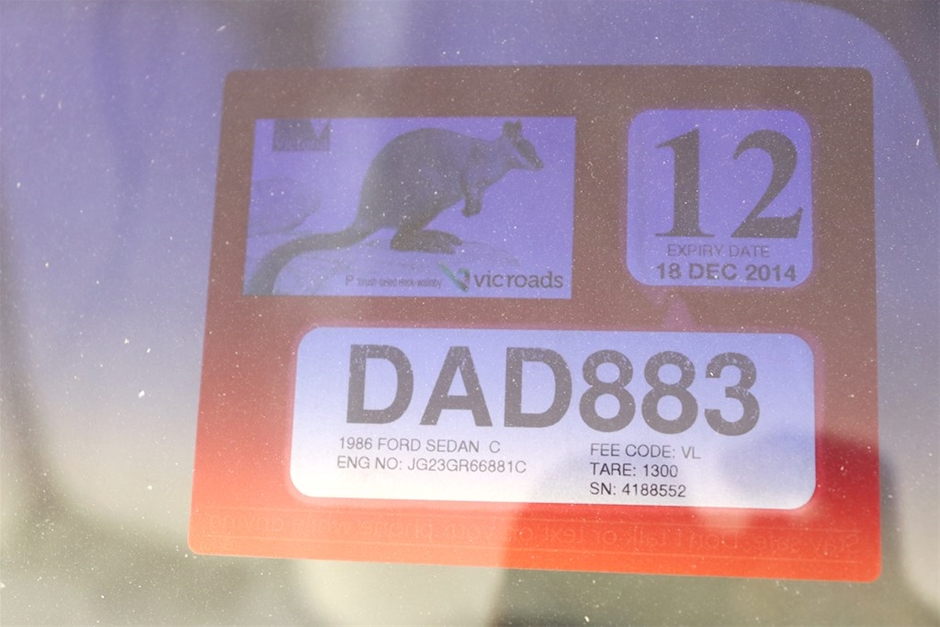 Victoria
12
EXPIRY DATE
18 DEC 2014
P brush-tailed rock-wallaby
vicroads
DAD883
1986 FORD SEDAN C
ENG NO: JG23GR66881C
FEE CODE: VL
TARE: 1300
SN: 4188552